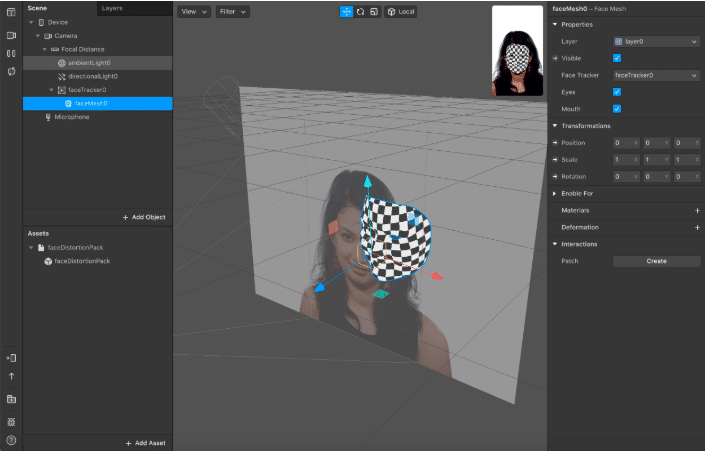 Scene Layers
Device
Camera
Focal Distance
ambientLight0
directionalLight0
faceTracker0
faceMesh0
Microphone
+ Add Object
Assets
faceDistortionPack
faceDistortionPack
+ Add Asset
View Filter Local
faceMesh0 – Face Mesh
Properties
Layer layer0
Visible
Face Tracker faceTracker0
Eyes
Mouth
Transformations
Position 0 X 0 Y 0 Z
Scale 1 X 1 Y 1 Z
Rotation 0 X 0 Y 0 Z
Enable For
Materials +
Deformation +
Interactions
Patch Create